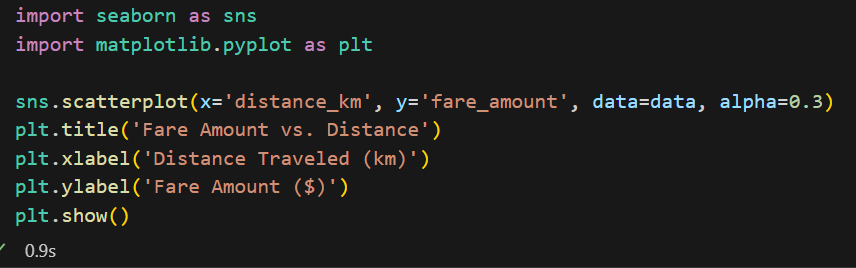 import seaborn as sns
import matplotlib.pyplot as plt
sns.scatterplot(x='distance_km', y='fare_amount', data=data, alpha=0.3)
plt.title('Fare Amount vs. Distance')
plt.xlabel('Distance Traveled (km)')
plt.ylabel('Fare Amount ($)')
plt.show()
0.9s